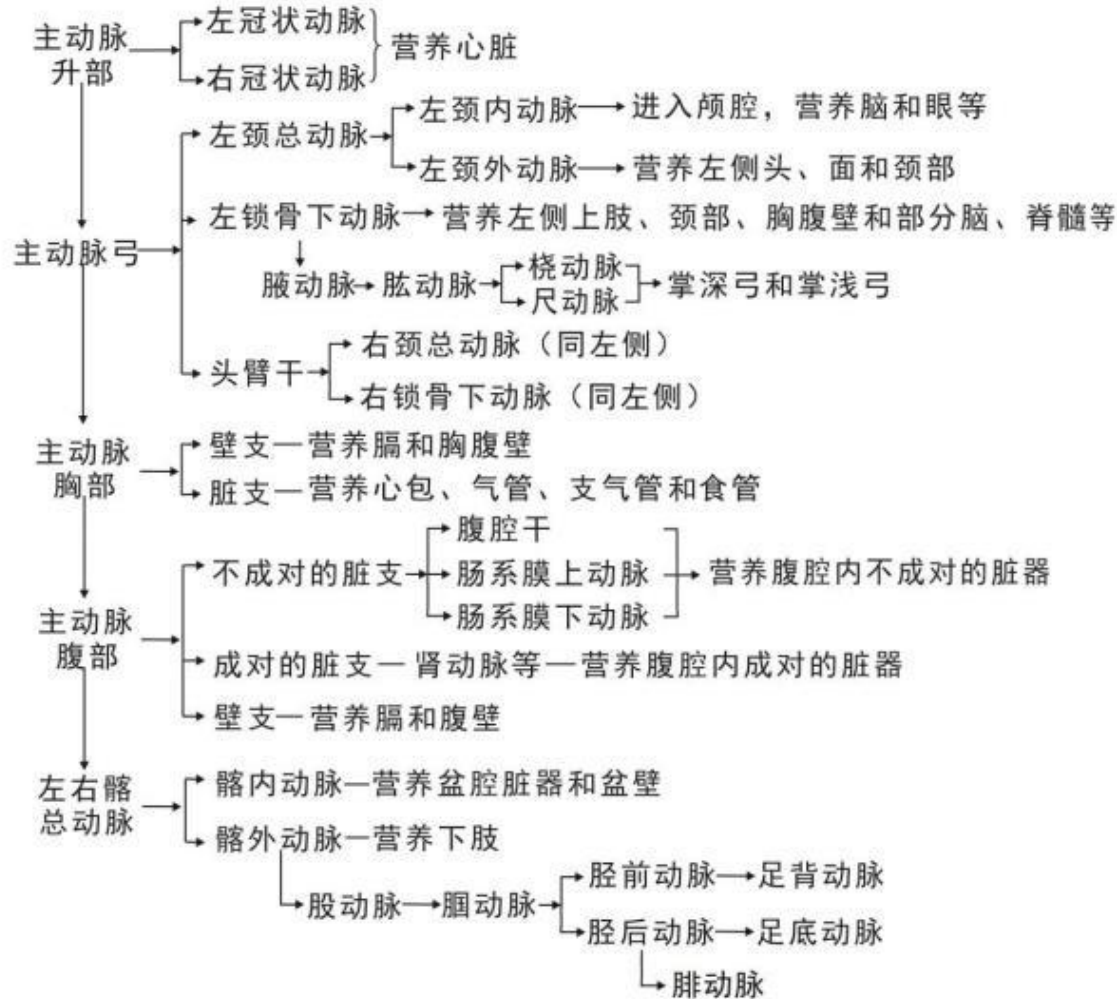 主动脉升部
左冠状动脉
右冠状动脉
营养心脏
主动脉弓
左颈总动脉
左颈内动脉
进入颅腔，营养脑和眼等
左颈外动脉
营养左侧头、面和颈部
左锁骨下动脉
营养左侧上肢、颈部、胸腹壁和部分脑、脊髓等
腋动脉
肱动脉
桡动脉
尺动脉
掌深弓和掌浅弓
头臂干
右颈总动脉（同左侧）
右锁骨下动脉（同左侧）
主动脉胸部
壁支—营养膈和胸腹壁
脏支—营养心包、气管、支气管和食管
主动脉腹部
不成对的脏支
腹腔干
肠系膜上动脉
肠系膜下动脉
营养腹腔内不成对的脏器
成对的脏支—肾动脉等—营养腹腔内成对的脏器
壁支—营养膈和腹壁
左右髂总动脉
髂内动脉—营养盆腔脏器和盆壁
髂外动脉—营养下肢
股动脉
腘动脉
胫前动脉
足背动脉
胫后动脉
足底动脉
腓动脉